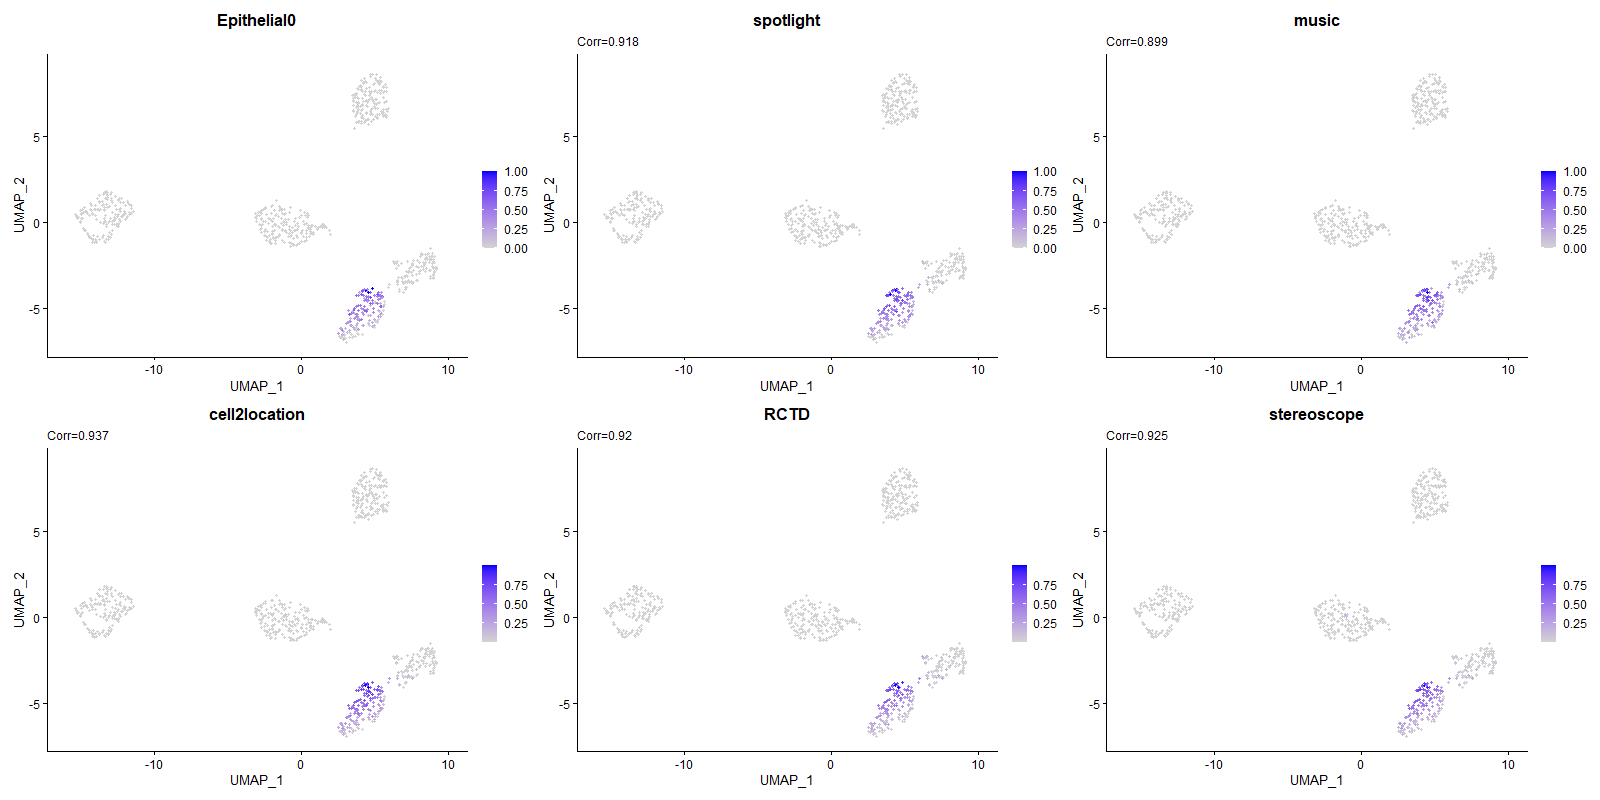 Epithelial0
5
0
-5
UMAP_2
-10
0
10
UMAP_1
1.00
0.75
0.50
0.25
0.00
spotlight
Corr=0.918
5
0
-5
UMAP_2
-10
0
10
UMAP_1
1.00
0.75
0.50
0.25
0.00
music
Corr=0.899
5
0
-5
UMAP_2
-10
0
10
UMAP_1
1.00
0.75
0.50
0.25
0.00
cell2location
Corr=0.937
5
0
-5
UMAP_2
-10
0
10
UMAP_1
0.75
0.50
0.25
RCTD
Corr=0.92
5
0
-5
UMAP_2
-10
0
10
UMAP_1
0.75
0.50
0.25
stereoscope
Corr=0.925
5
0
-5
UMAP_2
-10
0
10
UMAP_1
0.75
0.50
0.25